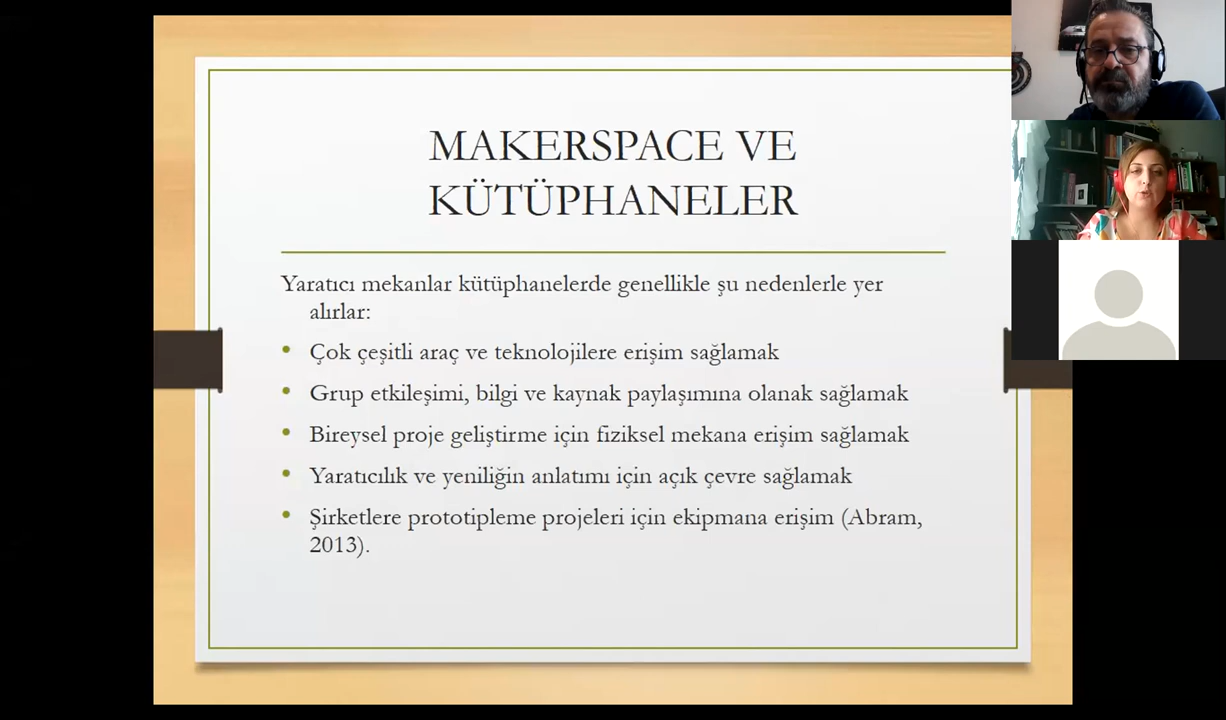 MAKERSPACE VE
KÜTÜPHANELER
Yaratıcı mekanlar kütüphanelerde genellikle şu nedenlerle yer
alırlar:
• Çok çeşitli araç ve teknolojilere erişim sağlamak
• Grup etkileşimi, bilgi ve kaynak paylaşımına olanak sağlamak
• Bireysel proje geliştirme için fiziksel mekana erişim sağlamak
• Yaratıcılık ve yeniliğin anlatımı için açık çevre sağlamak
• Şirketlere prototipleme projeleri için ekipmana erişim (Abram,
2013).